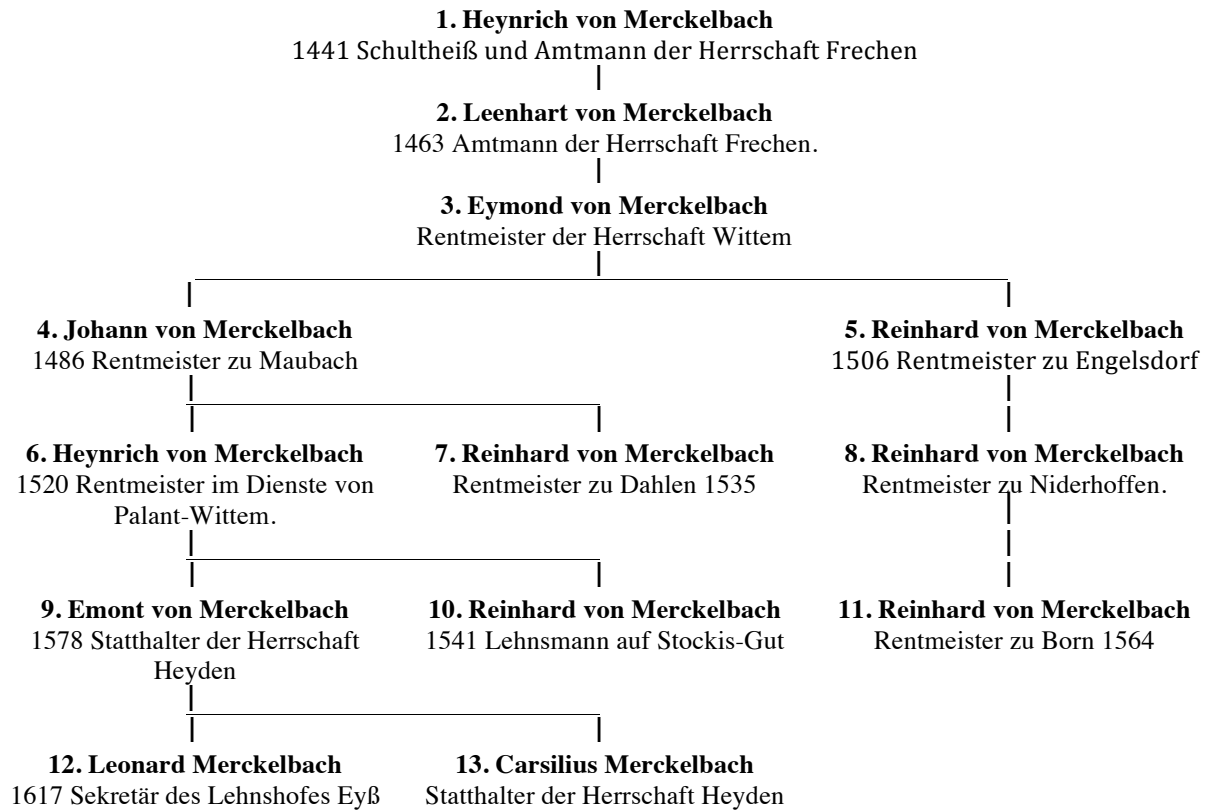 1. Heynrich von Merckelbach
1441 Schultheiß und Amtmann der Herrschaft Frechen
2. Leenhart von Merckelbach
1463 Amtmann der Herrschaft Frechen.
3. Eymond von Merckelbach
Rentmeister der Herrschaft Wittem
4. Johann von Merckelbach
1486 Rentmeister zu Maubach
5. Reinhard von Merckelbach
1506 Rentmeister zu Engelsdorf
6. Heynrich von Merckelbach
1520 Rentmeister im Dienste von
Palant-Wittem.
7. Reinhard von Merckelbach
Rentmeister zu Dahlen 1535
8. Reinhard von Merckelbach
Rentmeister zu Niderhoffen.
9. Emont von Merckelbach
1578 Statthalter der Herrschaft
Heyden
10. Reinhard von Merckelbach
1541 Lehnsmann auf Stockis-Gut
11. Reinhard von Merckelbach
Rentmeister zu Born 1564
12. Leonard Merckelbach
1617 Sekretär des Lehnshofes Eyß
13. Carsilius Merckelbach
Statthalter der Herrschaft Heyden